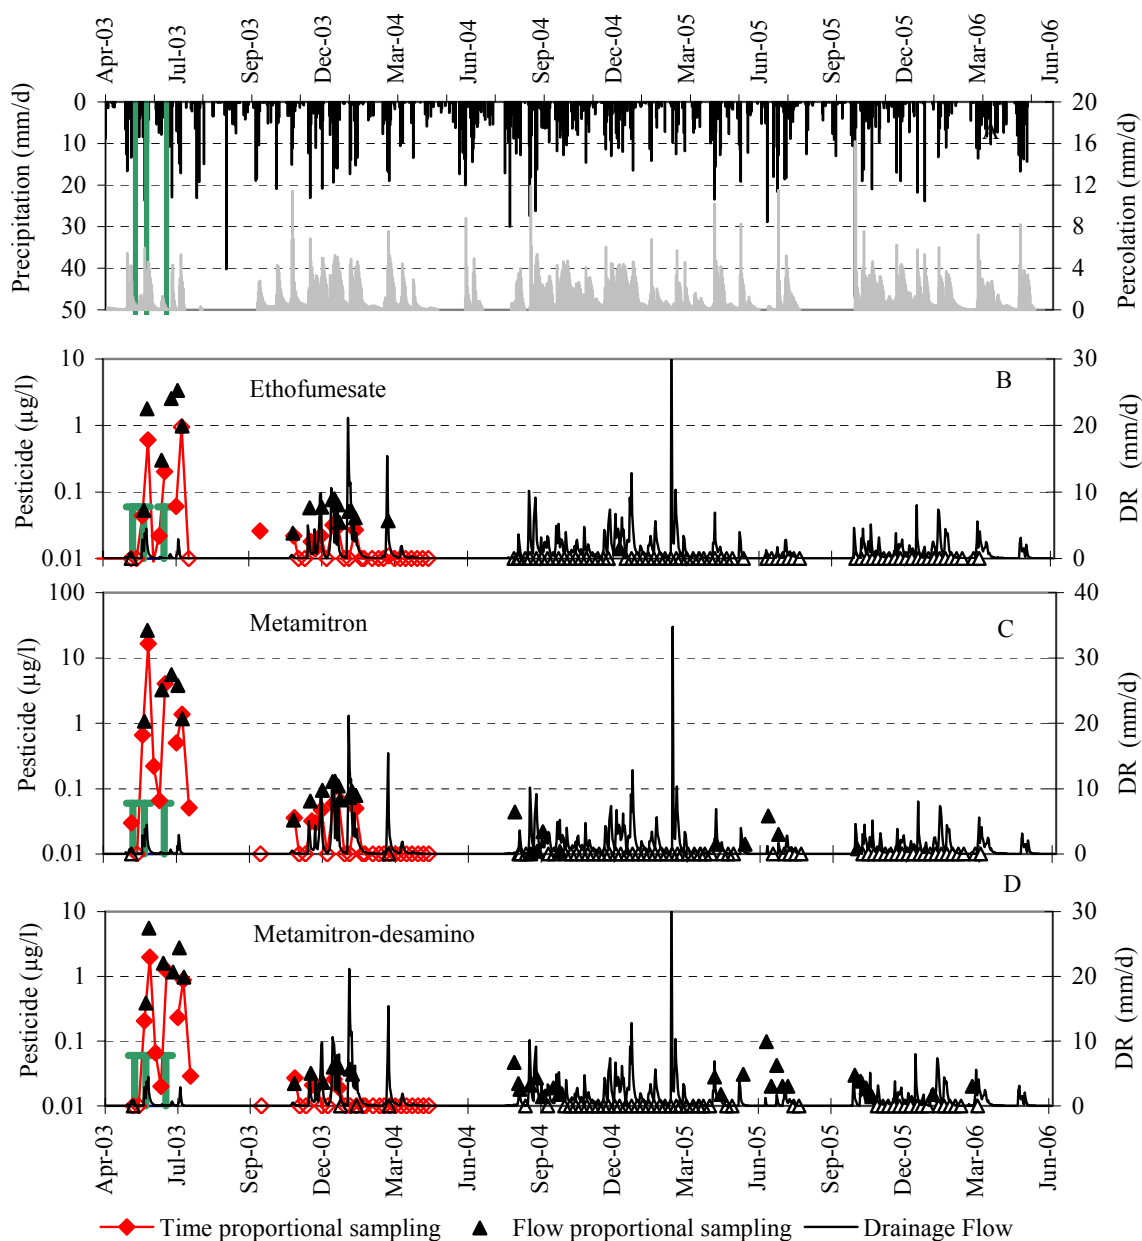 Apr-03 Jul-03 Sep-03 Dec-03 Mar-04 Jun-04 Sep-04 Dec-04 Mar-05 Jun-05 Sep-05 Dec-05 Mar-06 Jun-06
Precipitation (mm/d)
0
10
20
30
40
50
20
16
12
8
4
0
Percolation (mm/d)
Pesticide (µg/l)
10
1
0.1
0.01
Ethofumesate
B
30
20
10
0
DR (mm/d)
Pesticide (µg/l)
100
10
1
0.1
0.01
Metamitron
C
40
30
20
10
0
DR (mm/d)
D
Pesticide (µg/l)
10
1
0.1
0.01
Metamitron-desamino
30
20
10
0
DR (mm/d)
Apr-03 Jul-03 Sep-03 Dec-03 Mar-04 Jun-04 Sep-04 Dec-04 Mar-05 Jun-05 Sep-05 Dec-05 Mar-06 Jun-06
Time proportional sampling Flow proportional sampling Drainage Flow